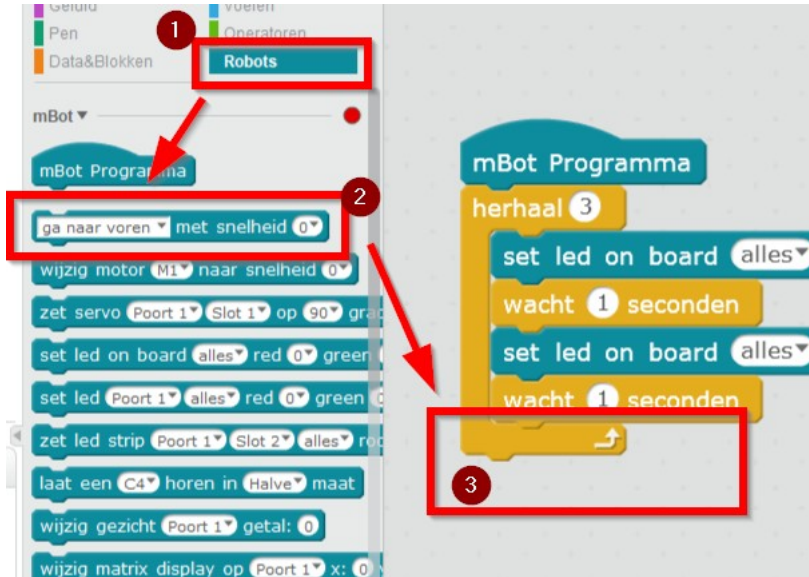 Geluid Voelen
Pen 1 Operatoren
Data&Blokken Robots
mBot
mBot Programma
2
ga naar voren met snelheid 0
wijzig motor M1 naar snelheid 0
zet servo Poort 1 Slot 1 op 90
set led on board alles red 0 green
set led Poort 1 alles red 0 green
zet led strip Poort 1 Slot 2 alles
laat een C4 horen in Halve maat
wijzig gezicht Poort 1 getal: 0
wijzig matrix display op Poort 1 x: 0
mBot Programma
herhaal 3
set led on board alles
wacht 1 seconden
set led on board alles
wacht 1 seconden
3